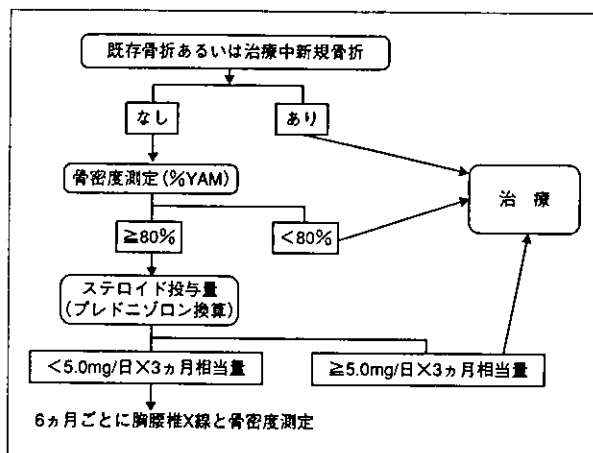 既存骨折あるいは治療中新規骨折
なし
あり
骨密度測定(%YAM)
治 療
≧80%
<80%
ステロイド投与量
(プレドニゾロン換算)
<5.0mg/日×3ヵ月相当量
≧5.0mg/日×3ヵ月相当量
6ヵ月ごとに胸腰椎X線と骨密度測定